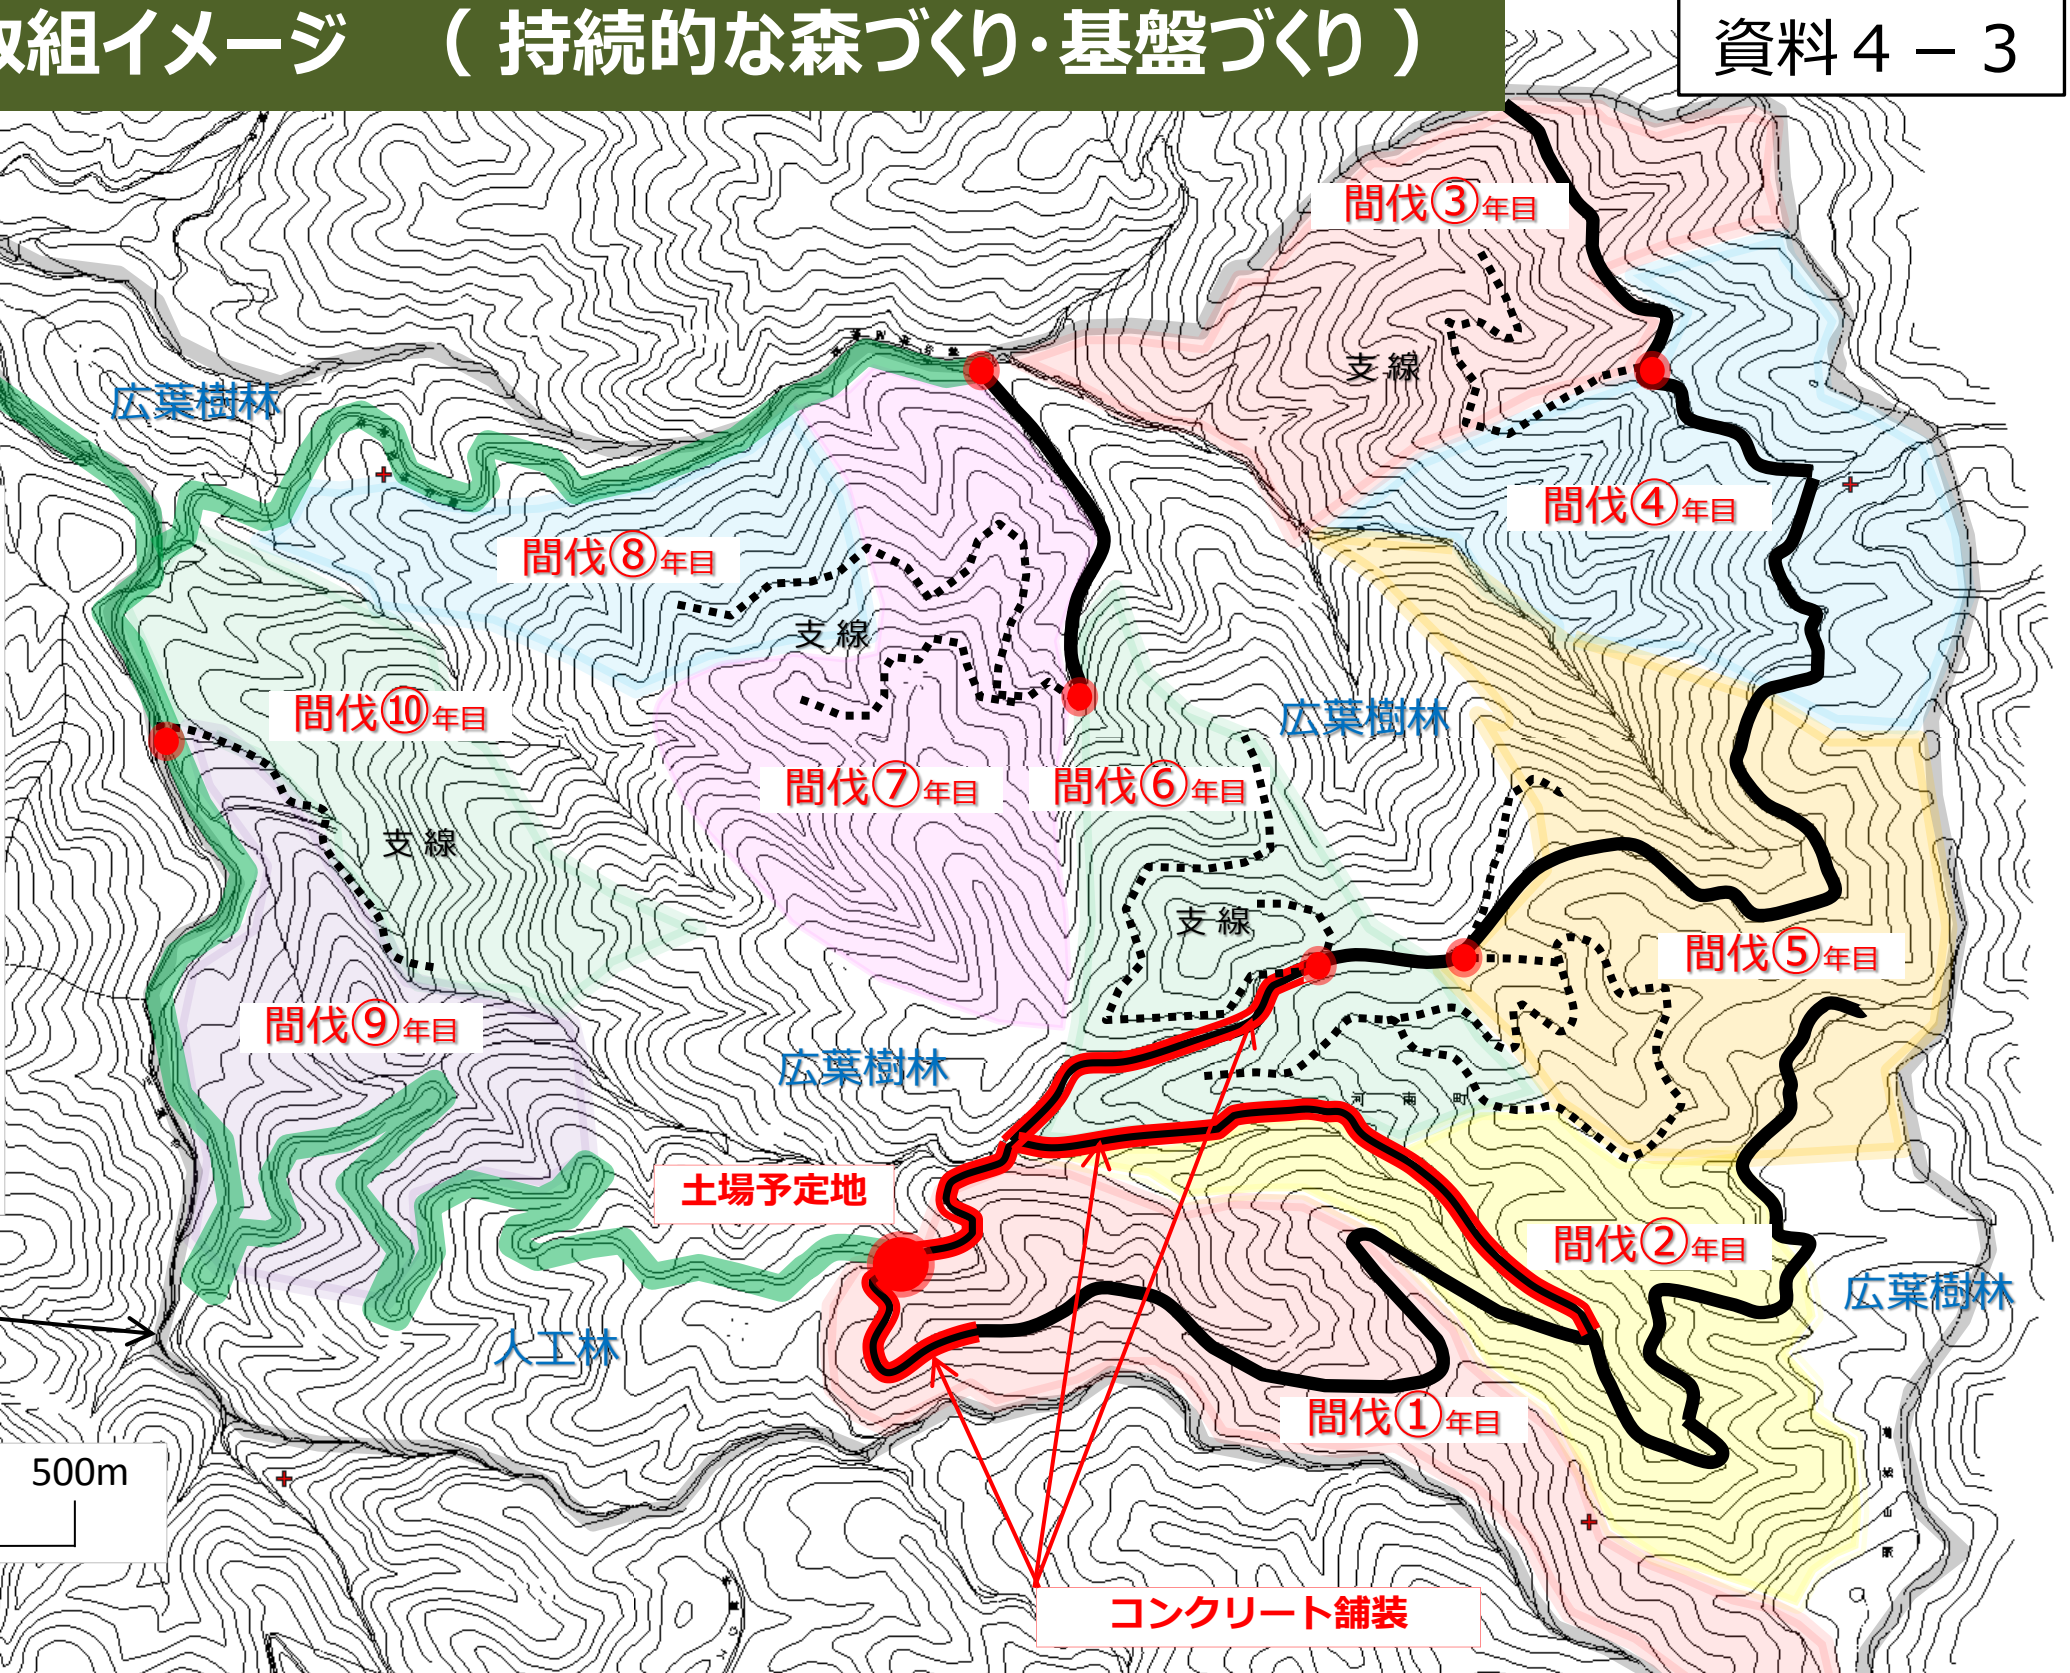 取組イメージ （ 持続的な森づくり・基盤づくり ）
資料４－３
間伐③年目
支 線
広葉樹林
間伐④年目
間伐⑧年目
支 線
間伐⑩年目
広葉樹林
間伐⑦年目
間伐⑥年目
支 線
支 線
間伐⑤年目
間伐⑨年目
広葉樹林
河 南 町
土場予定地
間伐②年目
広葉樹林
人工林
間伐①年目
500m
コンクリート舗装